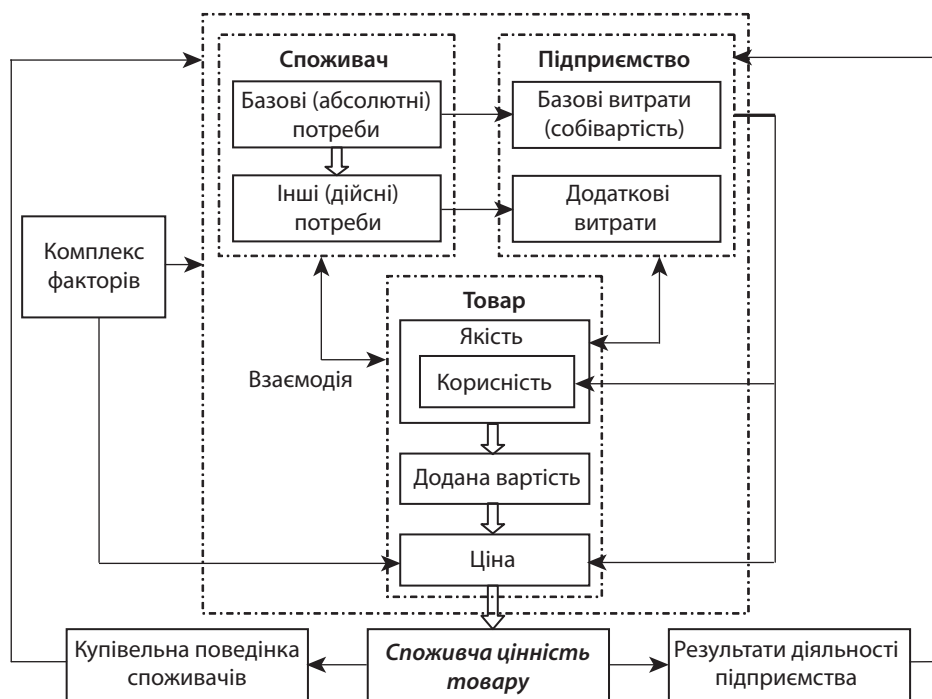 Споживач
Базові (абсолютні)
потреби
Інші (дійсні)
потреби
Підприємство
Базові витрати
(собівартість)
Додаткові
витрати
Комплекс
факторів
Взаємодія
Товар
Якість
Корисність
Додана вартість
Ціна
Купівельна поведінка
споживачів
Споживча цінність
товару
Результати діяльності
підприємства